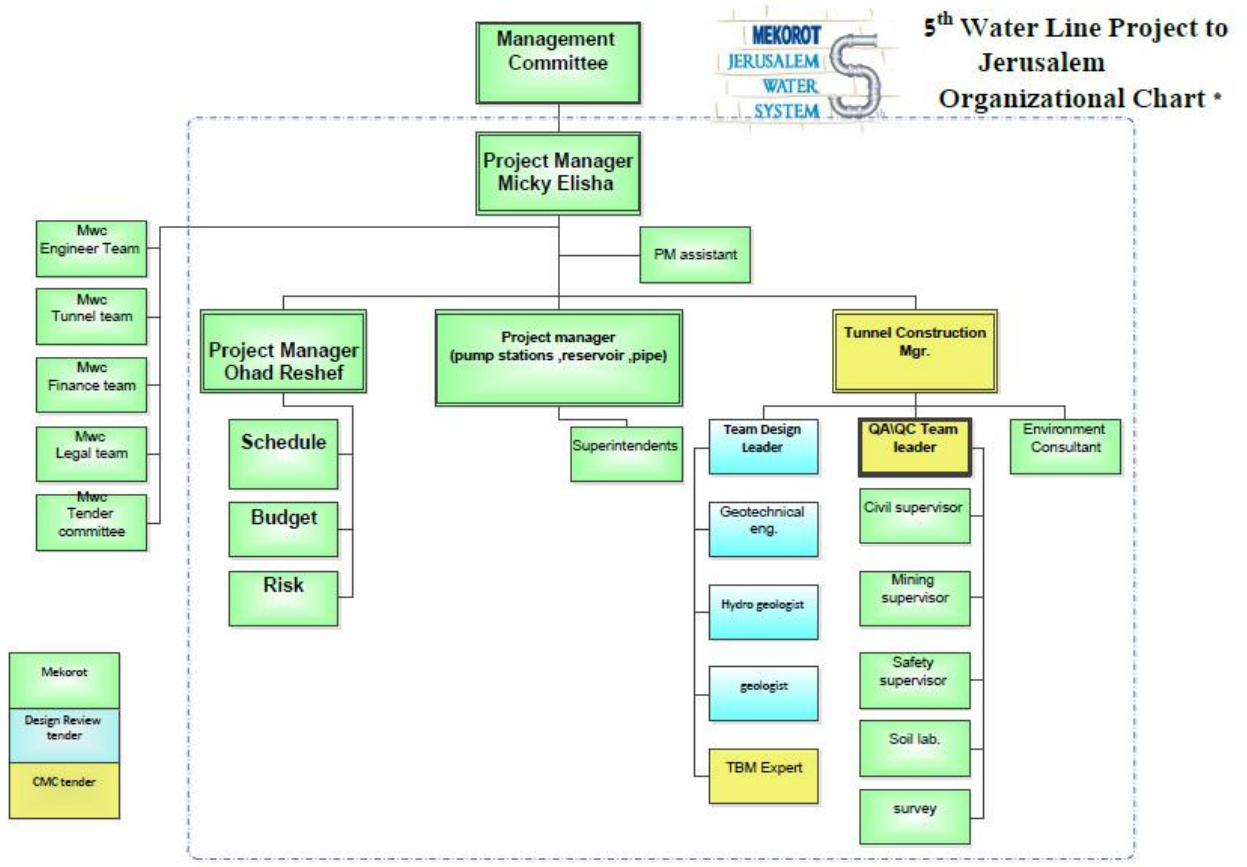 Management
Committee
MEKOROT
JERUSALEM
WATER
SYSTEM
5th
5th Water Line Project to
Jerusalem
Organizational Chart *
Project Manager
Micky Elisha
Mwc
Engineer Team
PM assistant
Mwc
Tunnel team
Mwc
Finance team
Mwc
Legal team
Mwc
Tender
committee
Project Manager
Ohad Reshef
Schedule
Budget
Risk
Project manager
(pump stations ,reservoir ,pipe)
Superintendents
Tunnel Construction
Mgr.
Team Design
Leader
Geotechnical
eng.
Hydro geologist
geologist
TBM Expert
QA\QC Team
leader
Civil supervisor
Mining
supervisor
Safety
supervisor
Soil lab.
survey
Environment
Consultant
Mekorot
Design Review
tender
CMC tender